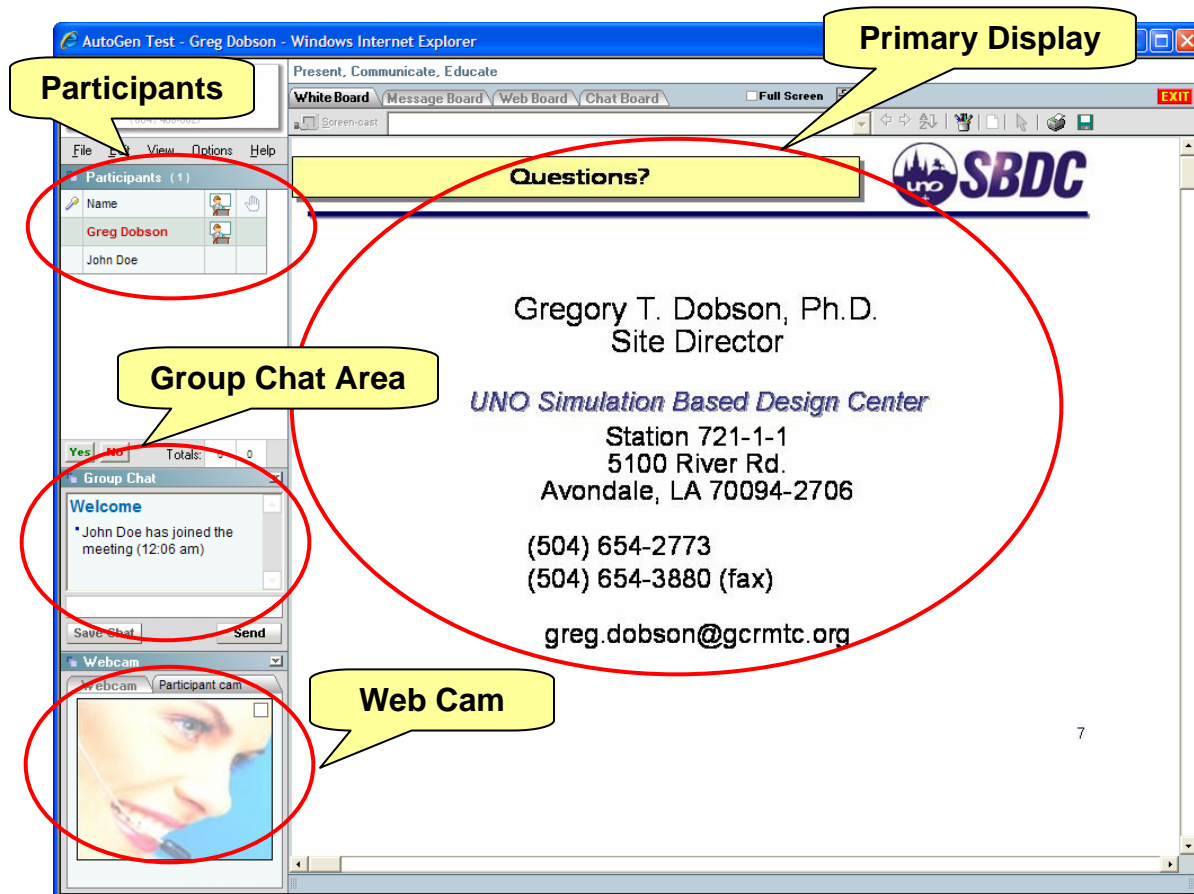 AutoGen Test - Greg Dobson - Windows Internet Explorer
Primary Display
Participants
Present, Communicate, Educate
White Board Message Board Web Board Chat Board Full Screen EXIT
Screen-cast
File Edit View Options Help
Participants (1)
Name
Greg Dobson
John Doe
Questions?
uno SBDC
Gregory T. Dobson, Ph.D.
Site Director
UNO Simulation Based Design Center
Station 721-1-1
5100 River Rd.
Avondale, LA 70094-2706
(504) 654-2773
(504) 654-3880 (fax)
greg.dobson@gcrmtc.org
7
Group Chat Area
Yes No Totals: 0 0
Group Chat
Welcome
John Doe has joined the
meeting (12:06 am)
Save Chat Send
Webcam
Webcam Participant cam
Web Cam